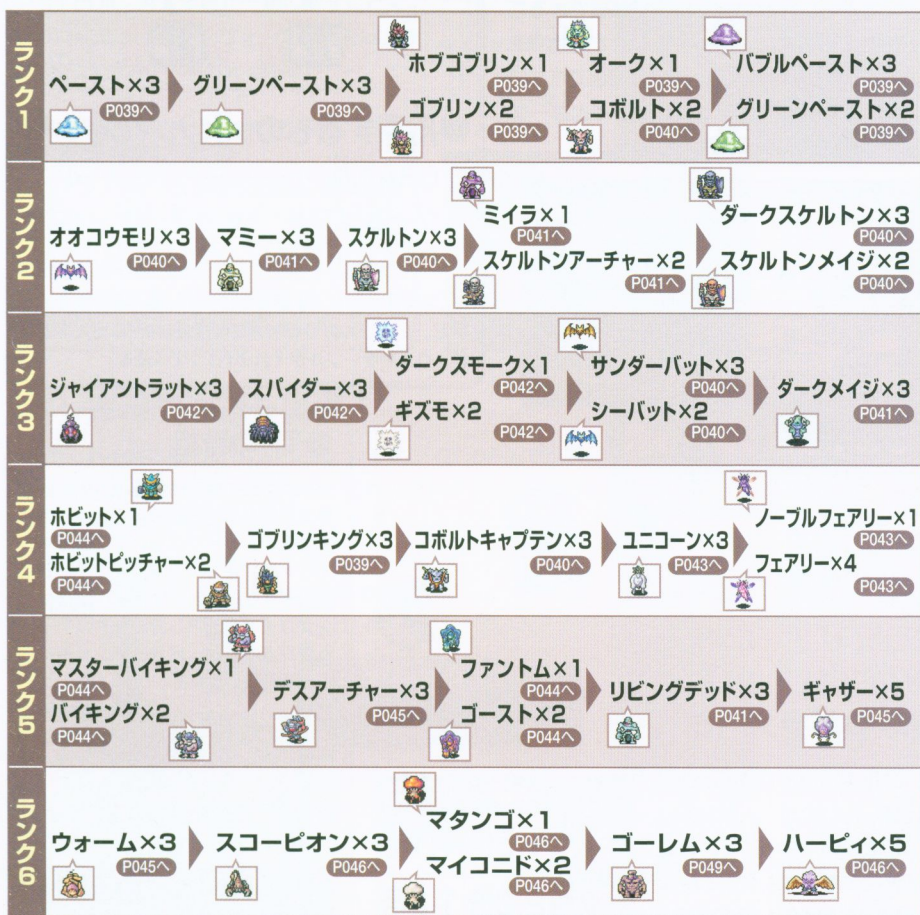 ランク1
ペースト×3
P039へ
グリーンペースト×3
P039へ
ホブゴブリン×1
P039へ
ゴブリン×2
P039へ
オーク×1
P039へ
コボルト×2
P040へ
バブルペースト×3
P039へ
グリーンペースト×2
P039へ
ランク2
オオコウモリ×3
P040へ
マミー×3
P041へ
スケルトン×3
P040へ
ミイラ×1
P041へ
スケルトンアーチャー×2
P041へ
ダークスケルトン×3
P040へ
スケルトンメイジ×2
P040へ
ランク3
ジャイアントラット×3
P042へ
スパイダー×3
P042へ
ダークスモーク×1
P042へ
ギズモ×2
P042へ
サンダーバット×3
P040へ
シーバット×2
P040へ
ダークメイジ×3
P041へ
ランク4
ホビット×1
P044へ
ホビットピッチャー×2
P044へ
ゴブリンキング×3
P039へ
コボルトキャプテン×3
P040へ
ユニコーン×3
P043へ
ノーブルフェアリー×1
P043へ
フェアリー×4
P043へ
ランク5
マスターバイキング×1
P044へ
バイキング×2
P044へ
デスアーチャー×3
P045へ
ファントム×1
P044へ
ゴースト×2
P044へ
リビングデッド×3
P041へ
ギャザー×5
P045へ
ランク6
ウォーム×3
P045へ
スコーピオン×3
P046へ
マタンゴ×1
P046へ
マイコニド×2
P046へ
ゴーレム×3
P049へ
ハーピィ×5
P046へ